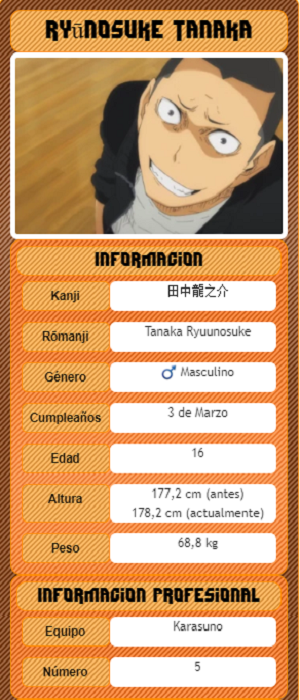 Ryūnosuke Tanaka
Informacion
Kanji
田中龍之介
Rōmanji
Tanaka Ryuunosuke
Género
♂ Masculino
Cumpleaños
3 de Marzo
Edad
16
Altura
177,2 cm (antes)
178,2 cm (actualmente)
Peso
68,8 kg
Informacion Profesional
Equipo
Karasuno
Número
5